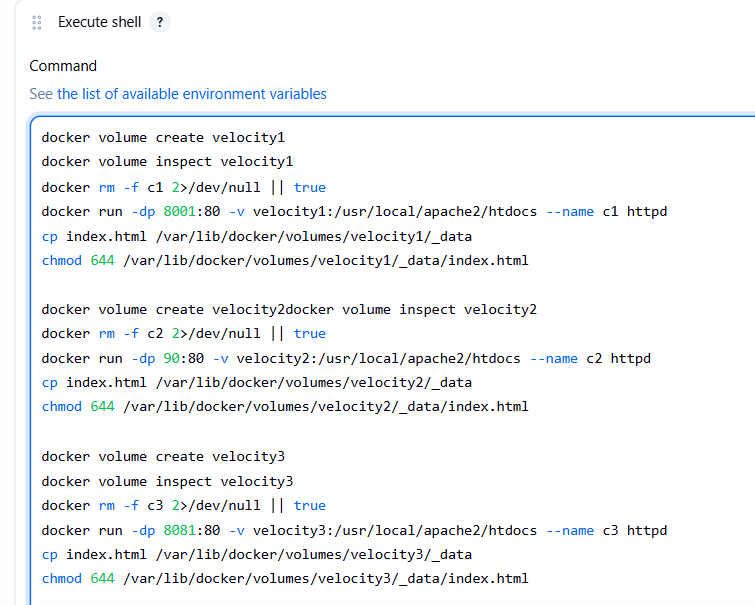 Execute shell ?
Command
See the list of available environment variables
docker volume create velocity1
docker volume inspect velocity1
docker rm -f c1 2>/dev/null || true
docker run -dp 8001:80 -v velocity1:/usr/local/apache2/htdocs --name c1 httpd
cp index.html /var/lib/docker/volumes/velocity1/_data
chmod 644 /var/lib/docker/volumes/velocity1/_data/index.html

docker volume create velocity2docker volume inspect velocity2
docker rm -f c2 2>/dev/null || true
docker run -dp 90:80 -v velocity2:/usr/local/apache2/htdocs --name c2 httpd
cp index.html /var/lib/docker/volumes/velocity2/_data
chmod 644 /var/lib/docker/volumes/velocity2/_data/index.html

docker volume create velocity3
docker volume inspect velocity3
docker rm -f c3 2>/dev/null || true
docker run -dp 8081:80 -v velocity3:/usr/local/apache2/htdocs --name c3 httpd
cp index.html /var/lib/docker/volumes/velocity3/_data
chmod 644 /var/lib/docker/volumes/velocity3/_data/index.html